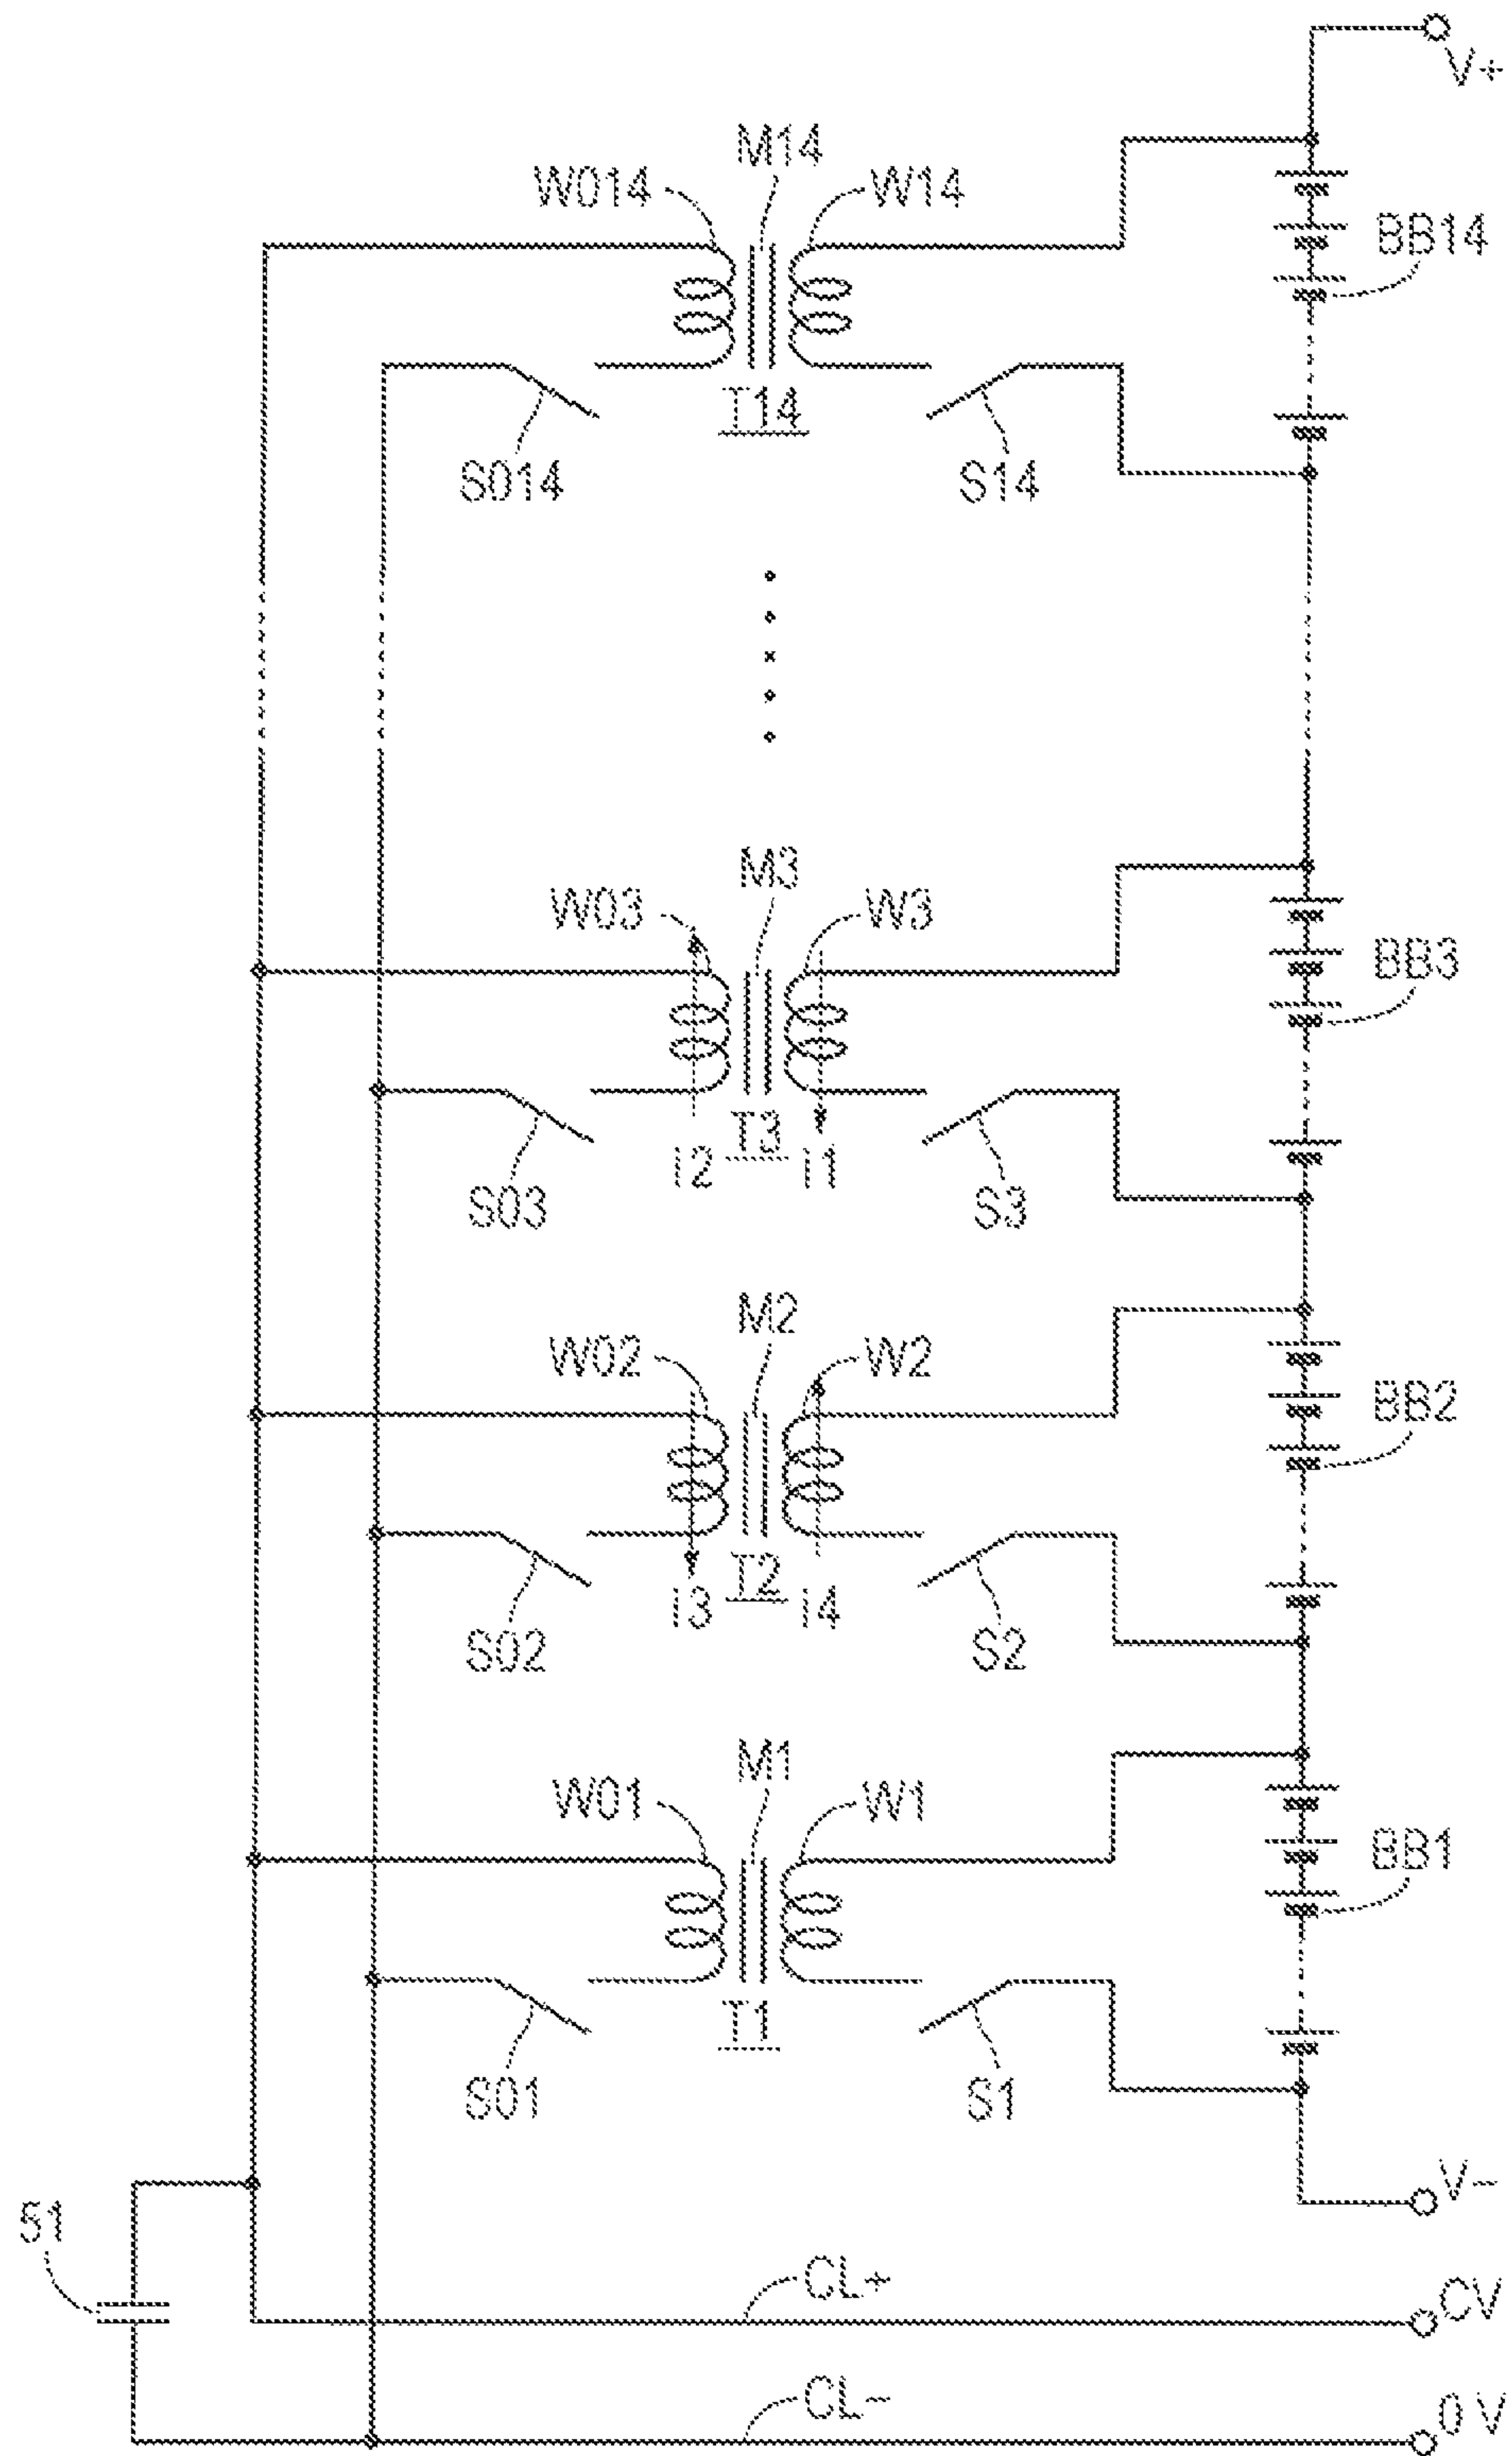 V+
M14
W014
W14
BB14
T14
S014
S14
M3
W03
W3
BB3
T3
i2
i1
S03
S3
M2
W02
W2
BB2
T2
i3
i4
S02
S2
M1
W01
W1
BB1
T1
S01
S1
V-
51
CL+
CV
CL-
0 V